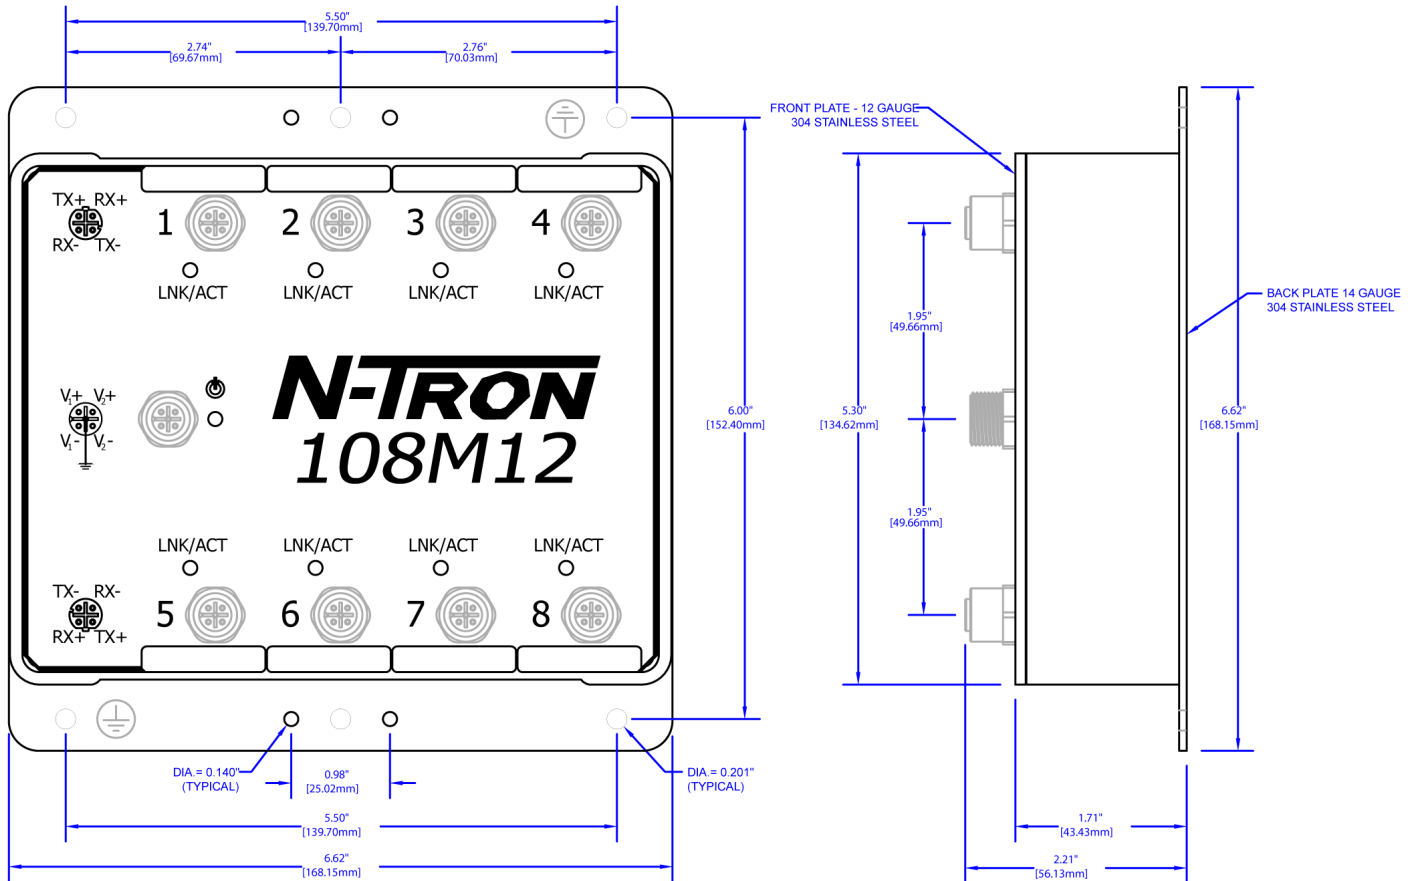 5.50"
[139.70mm]
2.74"
[69.67mm]
2.76"
[70.03mm]
FRONT PLATE - 12 GAUGE
304 STAINLESS STEEL
TX+ RX+
RX- TX-
1
2
3
4
LNK/ACT
LNK/ACT
LNK/ACT
LNK/ACT
BACK PLATE 14 GAUGE
304 STAINLESS STEEL
1.95"
[49.66mm]
V1+ V2+
V1- V2-
N-TRON
108M12
6.00"
[152.40mm]
5.30"
[134.62mm]
6.62"
[168.15mm]
1.95"
[49.66mm]
LNK/ACT
LNK/ACT
LNK/ACT
LNK/ACT
TX- RX-
RX+ TX+
5
6
7
8
DIA.= 0.140"
(TYPICAL)
0.98"
[25.02mm]
DIA.= 0.201"
(TYPICAL)
5.50"
[139.70mm]
1.71"
[43.43mm]
6.62"
[168.15mm]
2.21"
[56.13mm]